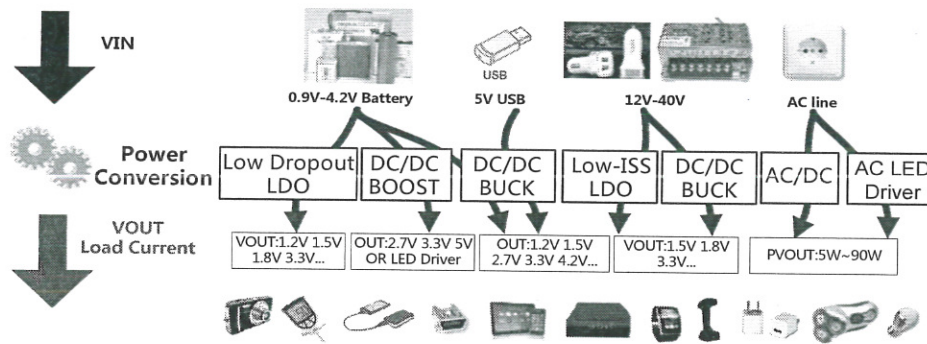 VIN
USB
0.9V-4.2V Battery
5V USB
12V-40V
AC line
Power
Conversion
Low Dropout
LDO
DC/DC
BOOST
DC/DC
BUCK
Low-ISS
LDO
DC/DC
BUCK
AC/DC
AC LED
Driver
VOUT
Load Current
VOUT:1.2V 1.5V
1.8V 3.3V...
OUT:2.7V 3.3V 5V
OR LED Driver
OUT:1.2V 1.5V
2.7V 3.3V 4.2V...
VOUT:1.5V 1.8V
3.3V...
PVOUT:5W~90W